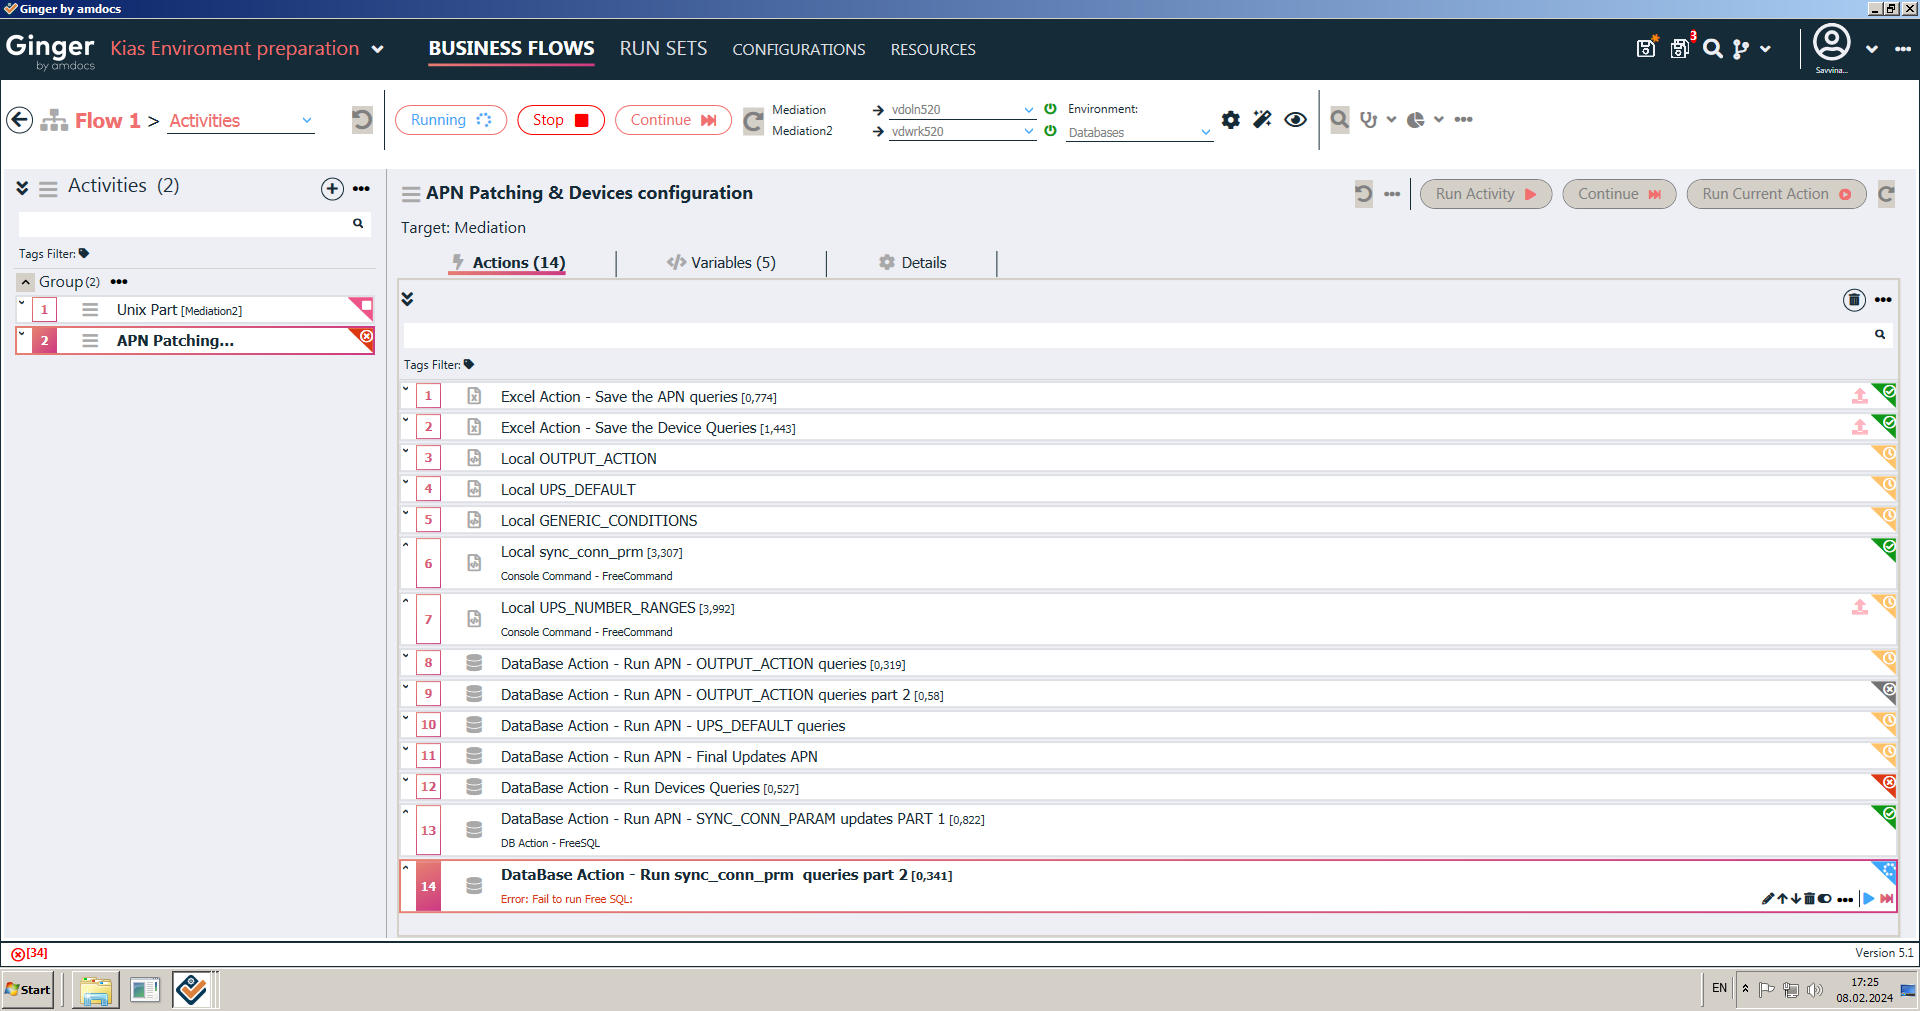 Ginger by amdocs
Ginger
by amdocs
Kias Enviroment preparation
BUSINESS FLOWS
RUN SETS
CONFIGURATIONS
RESOURCES
3
Savvina...
Flow 1 > Activities
Running
Stop
Continue
Mediation
vdoln520
Mediation2
vdwrk520
Environment:
Databases
Activities (2)
Tags Filter:
Group(2)
1 Unix Part [Mediation2]
2 APN Patching...
APN Patching & Devices configuration
Run Activity
Continue
Run Current Action
Target: Mediation
Actions (14)
Variables (5)
Details
Tags Filter:
1 Excel Action - Save the APN queries [0,774]
2 Excel Action - Save the Device Queries [1,443]
3 Local OUTPUT_ACTION
4 Local UPS_DEFAULT
5 Local GENERIC_CONDITIONS
6 Local sync_conn_prm [3,307]
Console Command - FreeCommand
7 Local UPS_NUMBER_RANGES [3,992]
Console Command - FreeCommand
8 DataBase Action - Run APN - OUTPUT_ACTION queries [0,319]
9 DataBase Action - Run APN - OUTPUT_ACTION queries part 2 [0,58]
10 DataBase Action - Run APN - UPS_DEFAULT queries
11 DataBase Action - Run APN - Final Updates APN
12 DataBase Action - Run Devices Queries [0,527]
13 DataBase Action - Run APN - SYNC_CONN_PARAM updates PART 1 [0,822]
DB Action - FreeSQL
14 DataBase Action - Run sync_conn_prm queries part 2 [0,341]
Error: Fail to run Free SQL:
[34]
Version 5.1
Start
EN
17:25
08.02.2024